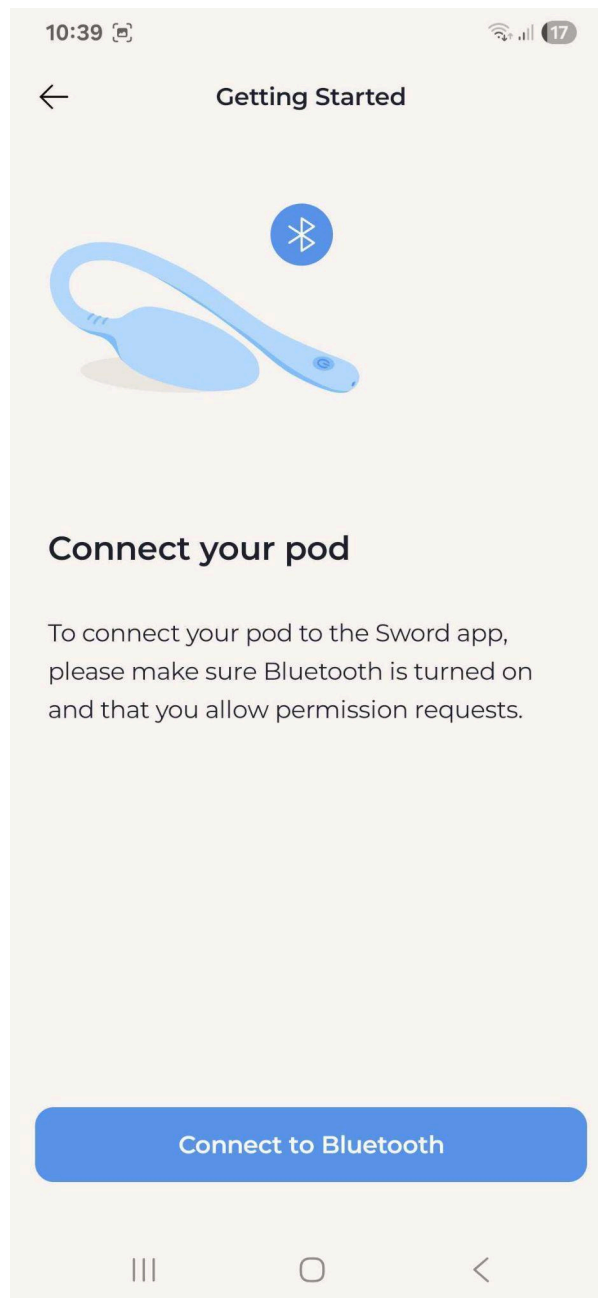 10:39
17
Getting Started
Connect your pod
To connect your pod to the Sword app,
please make sure Bluetooth is turned on
and that you allow permission requests.
Connect to Bluetooth